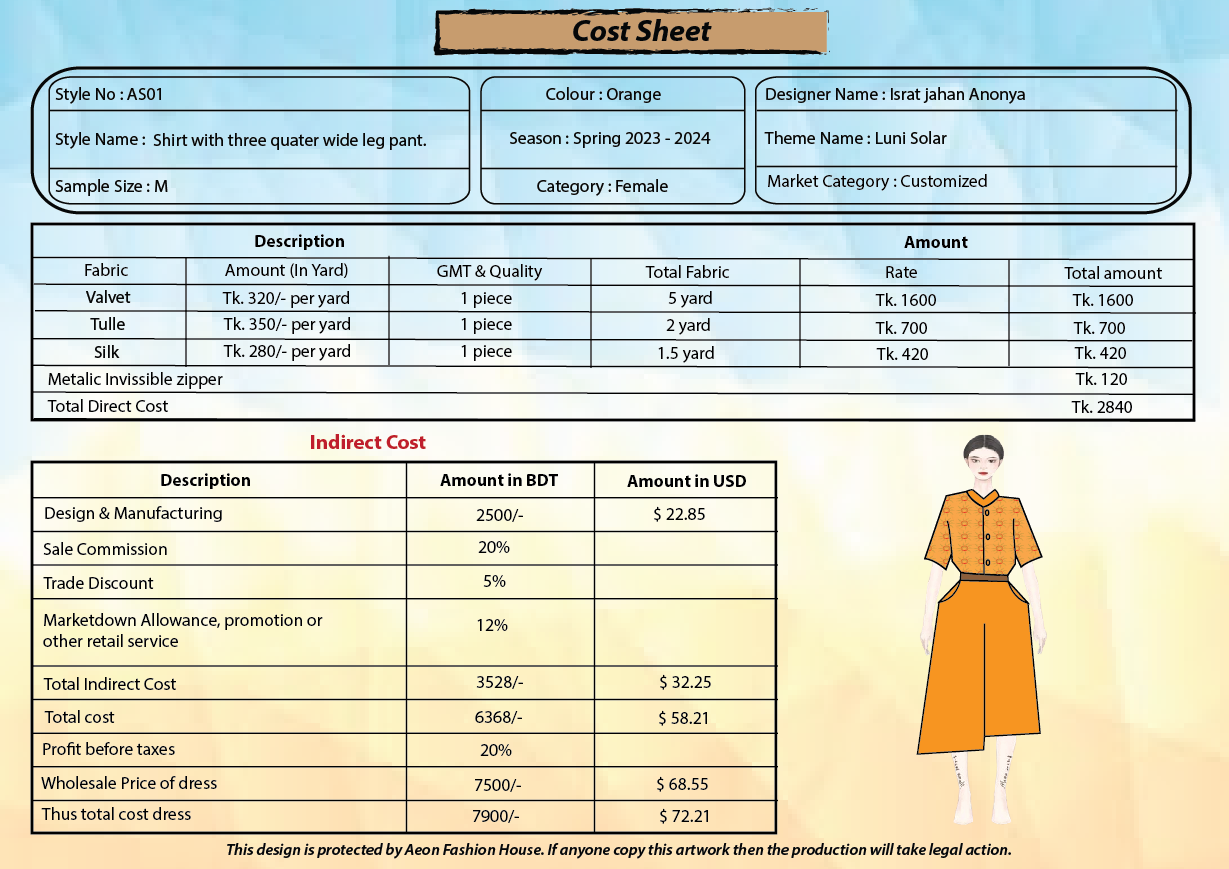 Cost Sheet
Style No : AS01
Style Name : Shirt with three quater wide leg pant.
Sample Size : M
Colour : Orange
Season : Spring 2023 - 2024
Category : Female
Designer Name : Israt jahan Anonya
Theme Name : Luni Solar
Market Category : Customized
Description Amount
Fabric Amount (In Yard) GMT & Quality Total Fabric Rate Total amount
Valvet Tk. 320/- per yard 1 piece 5 yard Tk. 1600 Tk. 1600
Tulle Tk. 350/- per yard 1 piece 2 yard Tk. 700 Tk. 700
Silk Tk. 280/- per yard 1 piece 1.5 yard Tk. 420 Tk. 420
Metalic Invissible zipper Tk. 120
Total Direct Cost Tk. 2840
Indirect Cost
Description Amount in BDT Amount in USD
Design & Manufacturing 2500/- $ 22.85
Sale Commission 20%
Trade Discount 5%
Marketdown Allowance, promotion or
other retail service 12%
Total Indirect Cost 3528/- $ 32.25
Total cost 6368/- $ 58.21
Profit before taxes 20%
Wholesale Price of dress 7500/- $ 68.55
Thus total cost dress 7900/- $ 72.21
This design is protected by Aeon Fashion House. If anyone copy this artwork then the production will take legal action.